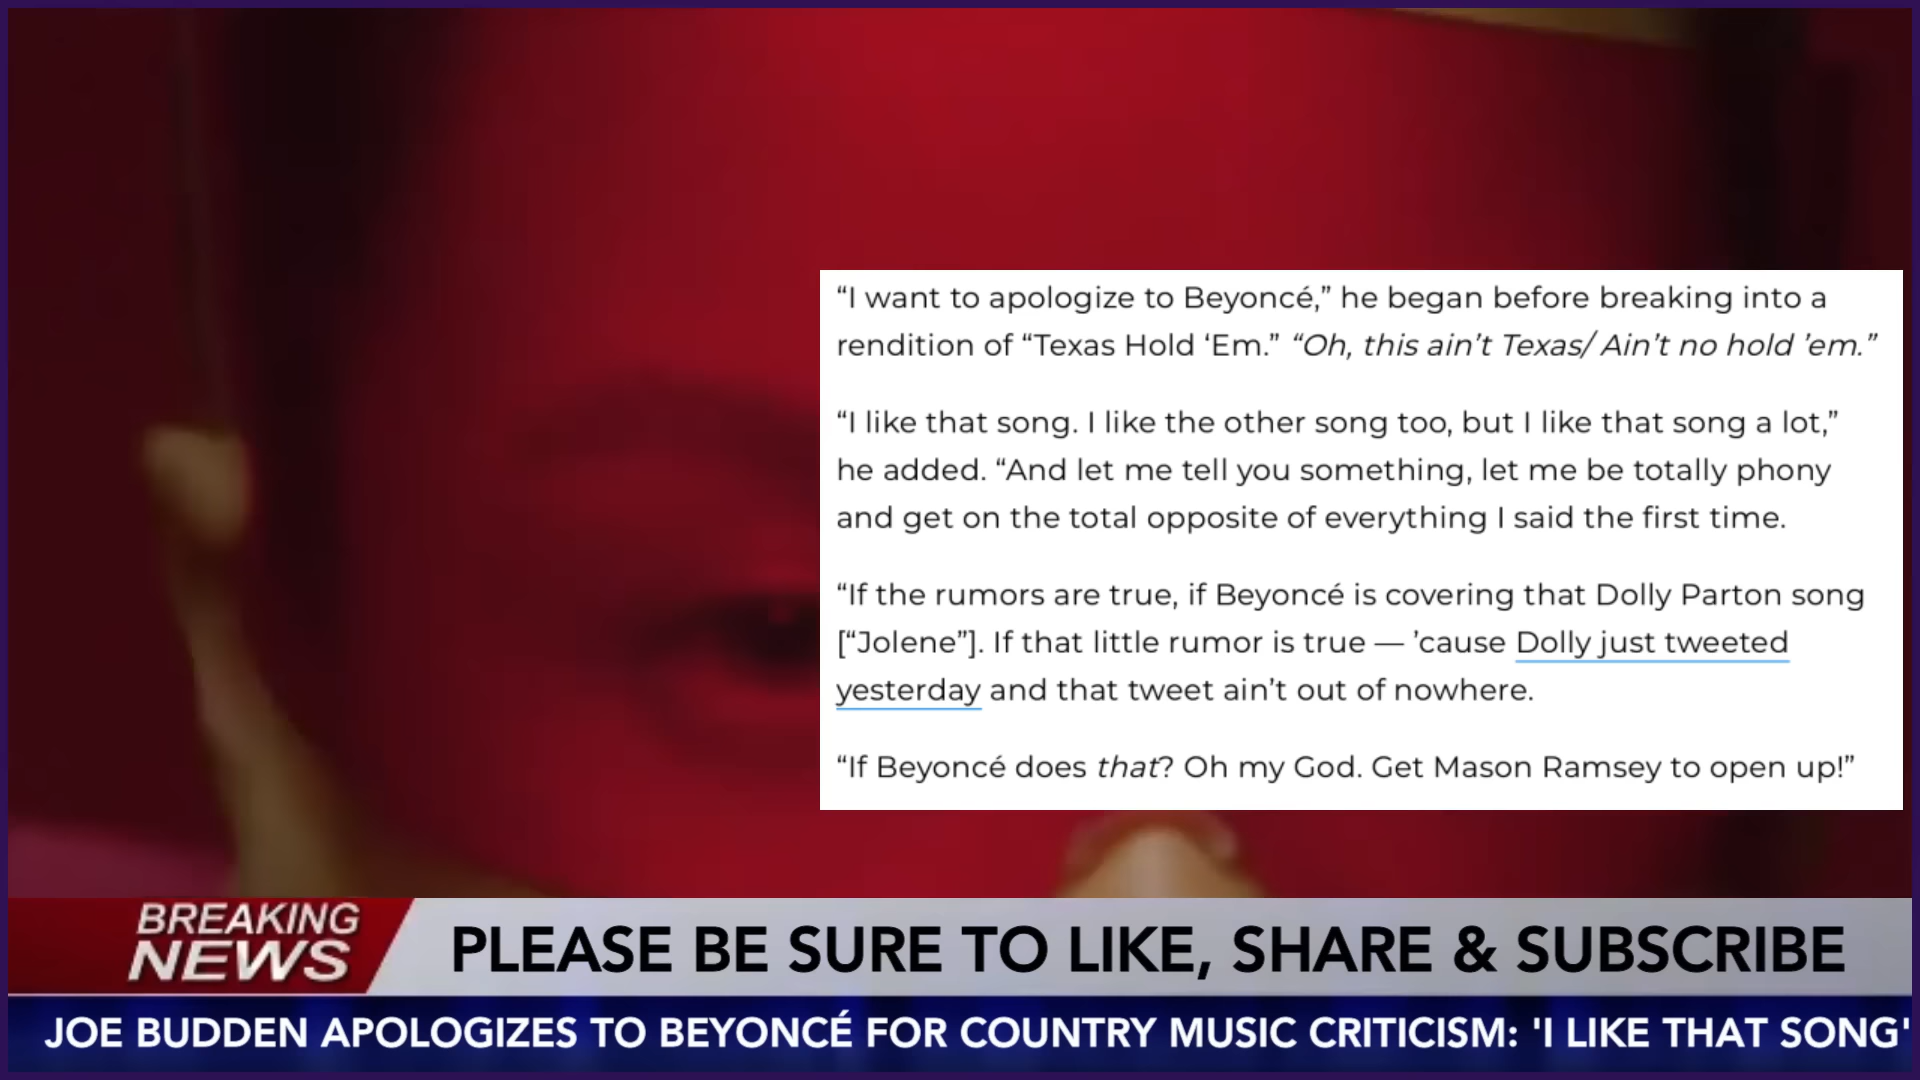 “I want to apologize to Beyoncé,” he began before breaking into a
rendition of “Texas Hold ‘Em.” “Oh, this ain’t Texas/ Ain’t no hold ’em.”
“I like that song. I like the other song too, but I like that song a lot,”
he added. “And let me tell you something, let me be totally phony
and get on the total opposite of everything I said the first time.
“If the rumors are true, if Beyoncé is covering that Dolly Parton song
[“Jolene”]. If that little rumor is true — ’cause Dolly just tweeted
yesterday and that tweet ain’t out of nowhere.
“If Beyoncé does that? Oh my God. Get Mason Ramsey to open up!”
BREAKING
NEWS
PLEASE BE SURE TO LIKE, SHARE & SUBSCRIBE
JOE BUDDEN APOLOGIZES TO BEYONCÉ FOR COUNTRY MUSIC CRITICISM: 'I LIKE THAT SONG'